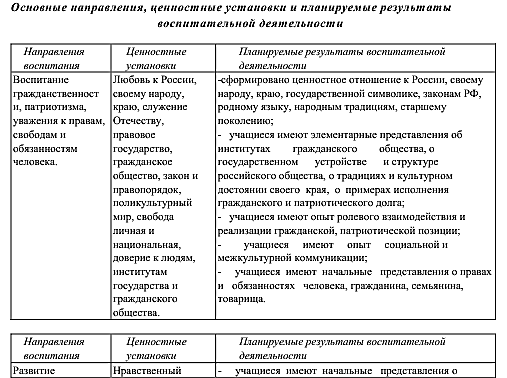 Основные направления, ценностные установки и планируемые результаты
воспитательной деятельности
Направления воспитания
Ценностные установки
Планируемые результаты воспитательной деятельности
Воспитание
гражданственност
и, патриотизма,
уважения к правам,
свободам и
обязанностям
человека.
Любовь к России,
своему народу,
краю, служение
Отечеству,
правовое
государство,
гражданское
общество, закон и
правопорядок,
поликультурный
мир, свобода
личная и
национальная,
доверие к людям,
институтам
государства и
гражданского
общества.
-сформировано ценностное отношение к России, своему
народу, краю, государственной символике, законам РФ,
родному языку, народным традициям, старшему
поколению;
- учащиеся имеют элементарные представления об
институтах гражданского общества, о
государственном устройстве и структуре
российского общества, о традициях и культурном
достоянии своего края, о примерах исполнения
гражданского и патриотического долга;
- учащиеся имеют опыт ролевого взаимодействия и
реализации гражданской, патриотической позиции;
- учащиеся имеют опыт социальной и
межкультурной коммуникации;
- учащиеся имеют начальные представления о правах
и обязанностях человека, гражданина, семьянина,
товарища.
Направления воспитания
Ценностные установки
Планируемые результаты воспитательной деятельности
Развитие
Нравственный
- учащиеся имеют начальные представления о